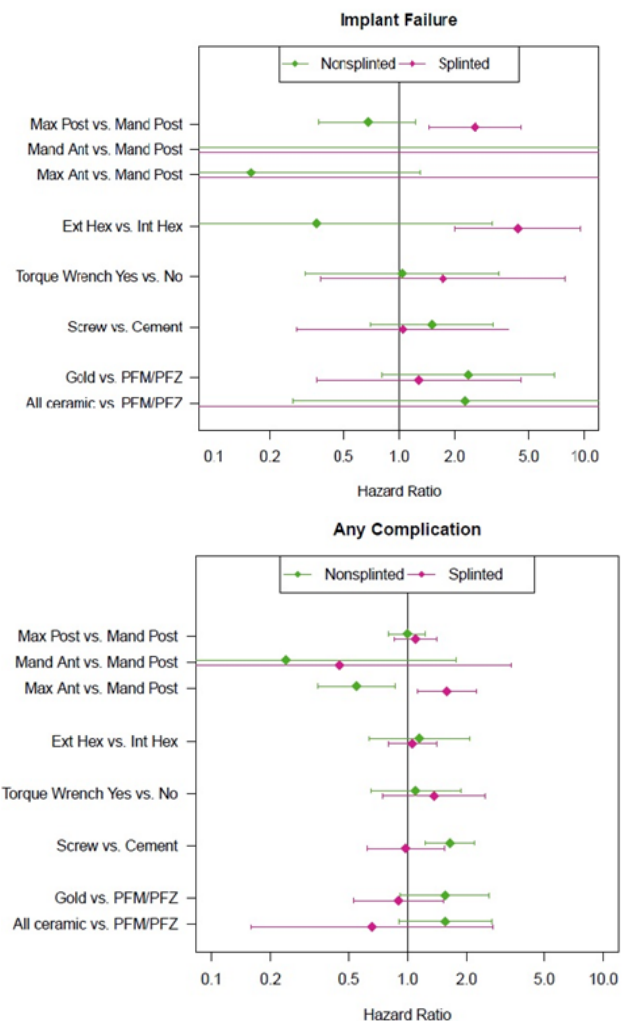 Implant Failure
Nonsplinted Splinted
Max Post vs. Mand Post
Mand Ant vs. Mand Post
Max Ant vs. Mand Post
Ext Hex vs. Int Hex
Torque Wrench Yes vs. No
Screw vs. Cement
Gold vs. PFM/PFZ
All ceramic vs. PFM/PFZ
0.1 0.2 0.5 1.0 2.0 5.0 10.0
Hazard Ratio
Any Complication
Nonsplinted Splinted
Max Post vs. Mand Post
Mand Ant vs. Mand Post
Max Ant vs. Mand Post
Ext Hex vs. Int Hex
Torque Wrench Yes vs. No
Screw vs. Cement
Gold vs. PFM/PFZ
All ceramic vs. PFM/PFZ
0.1 0.2 0.5 1.0 2.0 5.0 10.0
Hazard Ratio